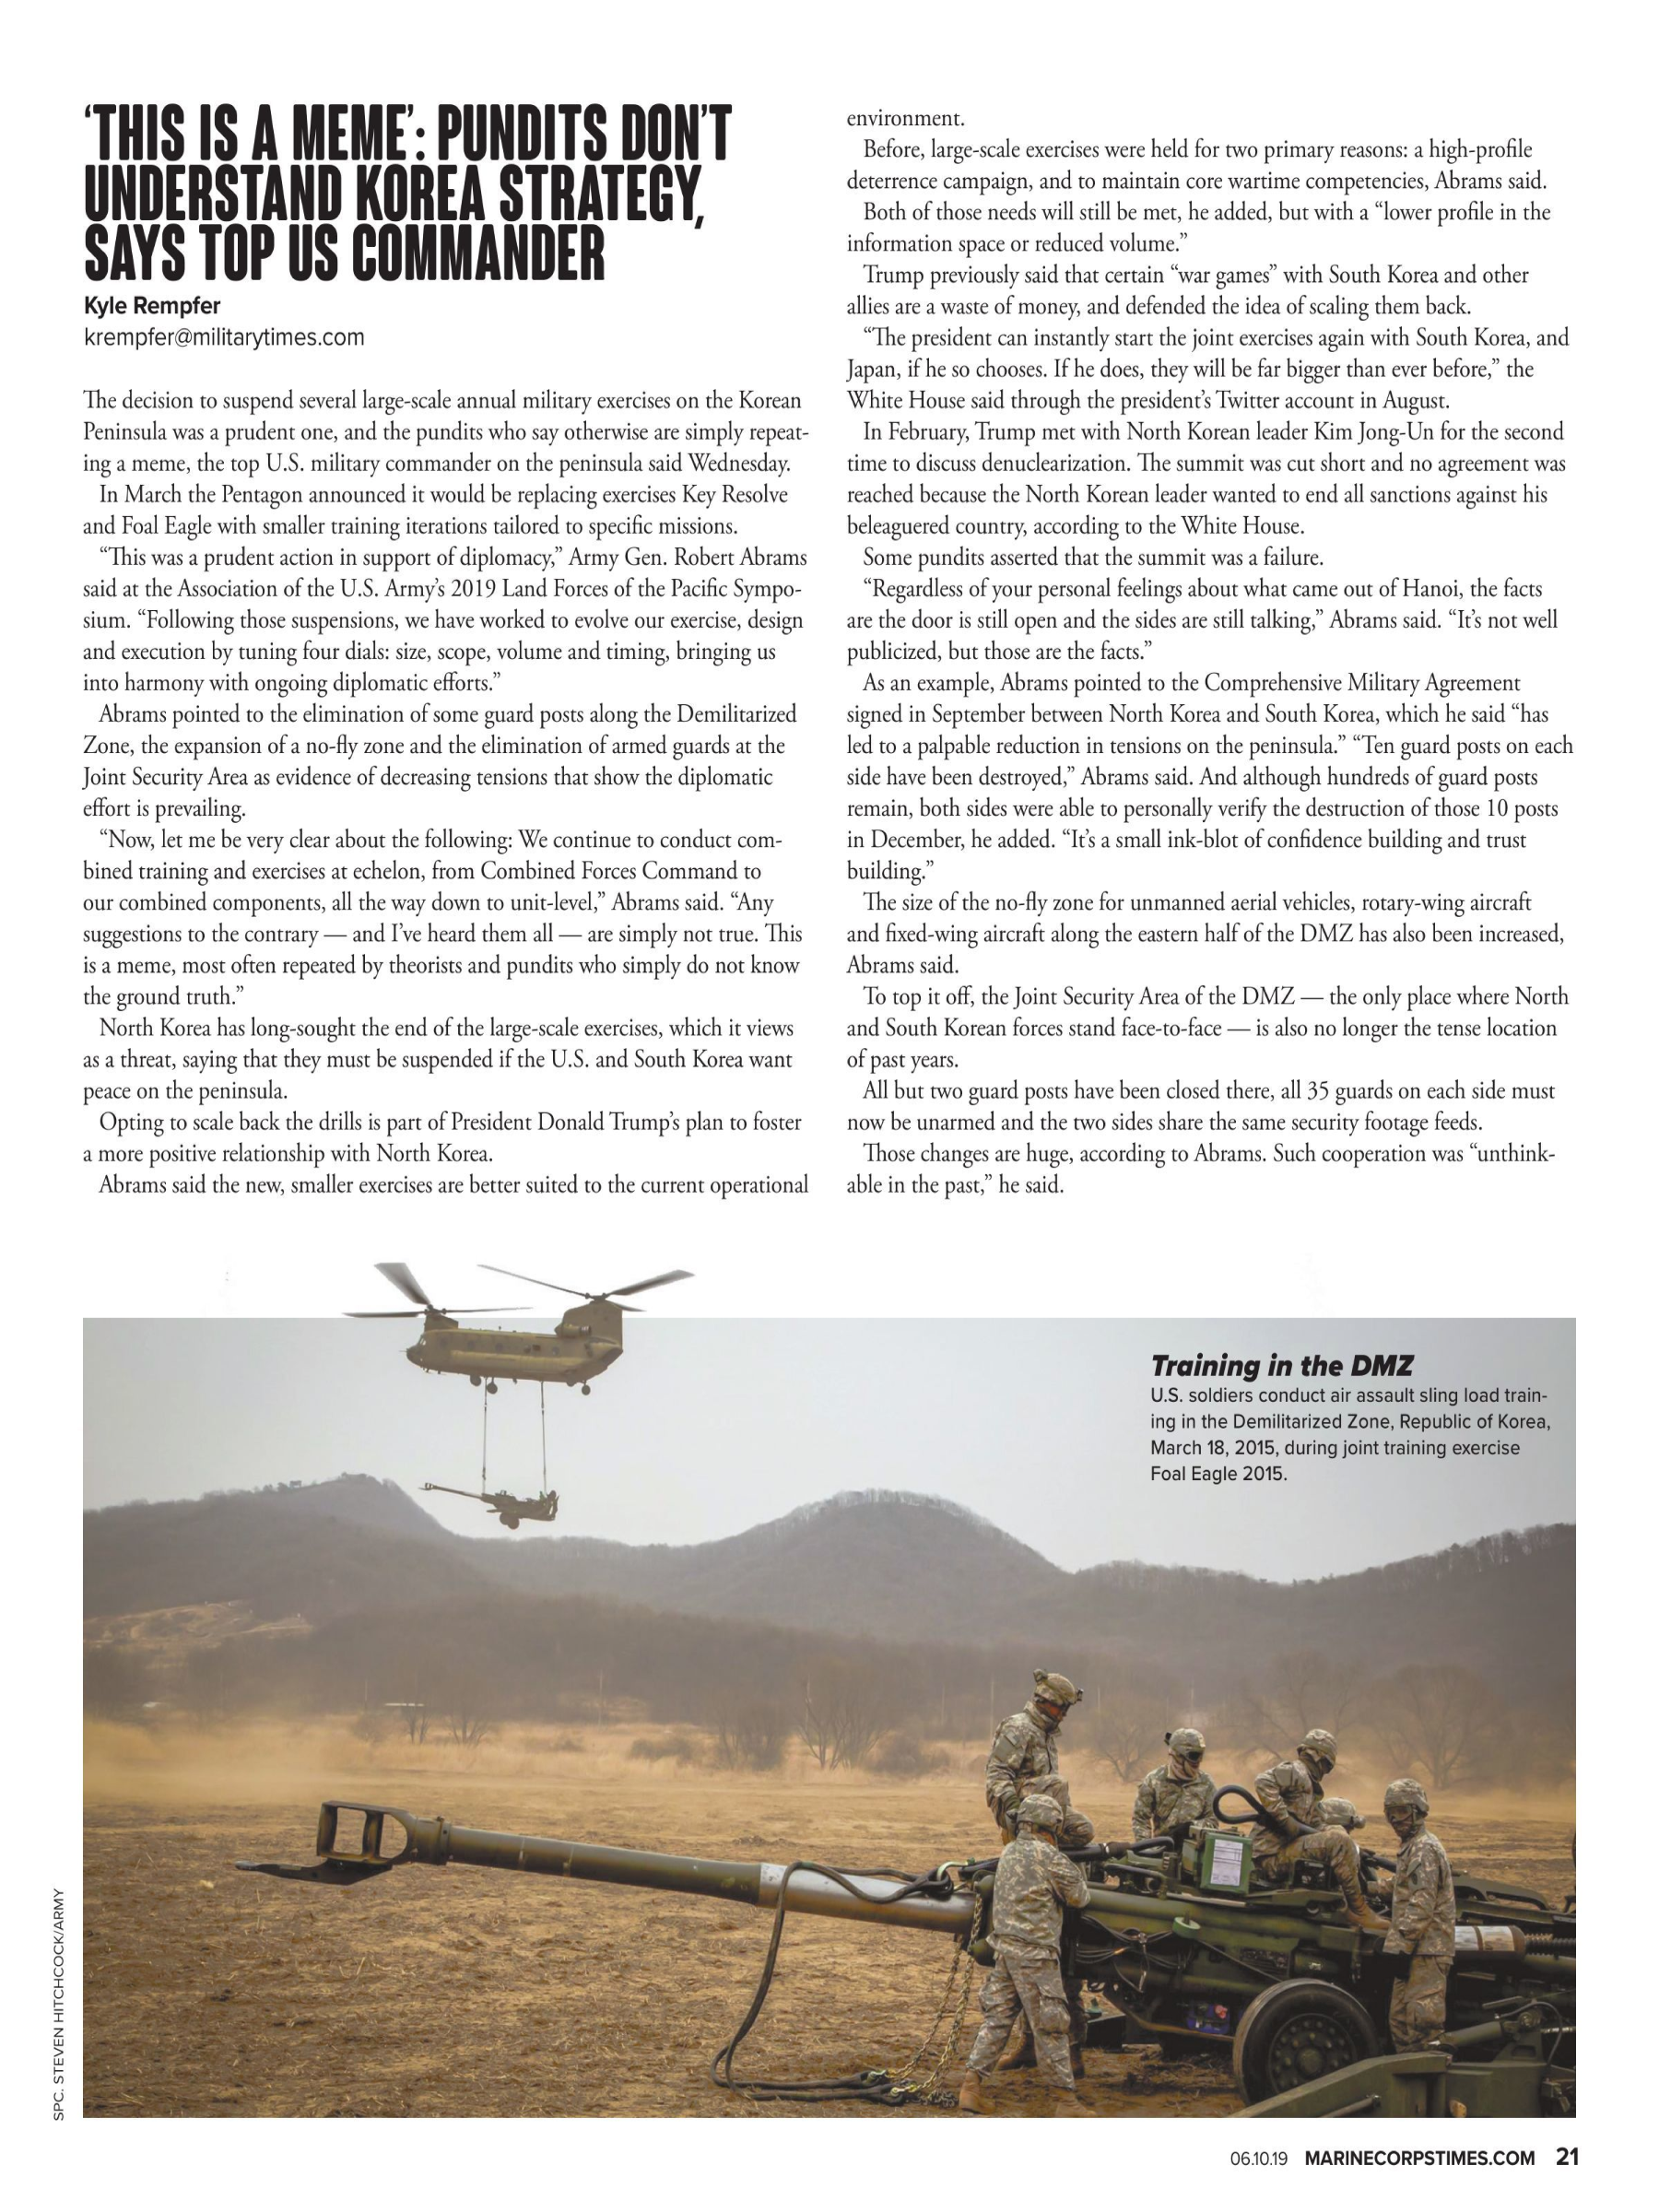 ‘THIS IS A MEME’: PUNDITS DON’T
UNDERSTAND KOREA STRATEGY,
SAYS TOP US COMMANDER
Kyle Rempfer
krempfer@militarytimes.com
The decision to suspend several large-scale annual military exercises on the Korean
Peninsula was a prudent one, and the pundits who say otherwise are simply repeat-
ing a meme, the top U.S. military commander on the peninsula said Wednesday.
In March the Pentagon announced it would be replacing exercises Key Resolve
and Foal Eagle with smaller training iterations tailored to specific missions.
“This was a prudent action in support of diplomacy,” Army Gen. Robert Abrams
said at the Association of the U.S. Army’s 2019 Land Forces of the Pacific Sympo-
sium. “Following those suspensions, we have worked to evolve our exercise, design
and execution by tuning four dials: size, scope, volume and timing, bringing us
into harmony with ongoing diplomatic efforts.”
Abrams pointed to the elimination of some guard posts along the Demilitarized
Zone, the expansion of a no-fly zone and the elimination of armed guards at the
Joint Security Area as evidence of decreasing tensions that show the diplomatic
effort is prevailing.
“Now, let me be very clear about the following: We continue to conduct com-
bined training and exercises at echelon, from Combined Forces Command to
our combined components, all the way down to unit-level,” Abrams said. “Any
suggestions to the contrary — and I’ve heard them all — are simply not true. This
is a meme, most often repeated by theorists and pundits who simply do not know
the ground truth.”
North Korea has long-sought the end of the large-scale exercises, which it views
as a threat, saying that they must be suspended if the U.S. and South Korea want
peace on the peninsula.
Opting to scale back the drills is part of President Donald Trump’s plan to foster
a more positive relationship with North Korea.
Abrams said the new, smaller exercises are better suited to the current operational
environment.
Before, large-scale exercises were held for two primary reasons: a high-profile
deterrence campaign, and to maintain core wartime competencies, Abrams said.
Both of those needs will still be met, he added, but with a “lower profile in the
information space or reduced volume.”
Trump previously said that certain “war games” with South Korea and other
allies are a waste of money, and defended the idea of scaling them back.
“The president can instantly start the joint exercises again with South Korea, and
Japan, if he so chooses. If he does, they will be far bigger than ever before,” the
White House said through the president’s Twitter account in August.
In February, Trump met with North Korean leader Kim Jong-Un for the second
time to discuss denuclearization. The summit was cut short and no agreement was
reached because the North Korean leader wanted to end all sanctions against his
beleaguered country, according to the White House.
Some pundits asserted that the summit was a failure.
“Regardless of your personal feelings about what came out of Hanoi, the facts
are the door is still open and the sides are still talking,” Abrams said. “It’s not well
publicized, but those are the facts.”
As an example, Abrams pointed to the Comprehensive Military Agreement
signed in September between North Korea and South Korea, which he said “has
led to a palpable reduction in tensions on the peninsula.” “Ten guard posts on each
side have been destroyed,” Abrams said. And although hundreds of guard posts
remain, both sides were able to personally verify the destruction of those 10 posts
in December, he added. “It’s a small ink-blot of confidence building and trust
building.”
The size of the no-fly zone for unmanned aerial vehicles, rotary-wing aircraft
and fixed-wing aircraft along the eastern half of the DMZ has also been increased,
Abrams said.
To top it off, the Joint Security Area of the DMZ — the only place where North
and South Korean forces stand face-to-face — is also no longer the tense location
of past years.
All but two guard posts have been closed there, all 35 guards on each side must
now be unarmed and the two sides share the same security footage feeds.
Those changes are huge, according to Abrams. Such cooperation was “unthink-
able in the past,” he said.
Training in the DMZ
U.S. soldiers conduct air assault sling load train-
ing in the Demilitarized Zone, Republic of Korea,
March 18, 2015, during joint training exercise
Foal Eagle 2015.
SPC. STEVEN HITCHCOCK/ARMY
06.10.19 MARINECORPSTIMES.COM 21